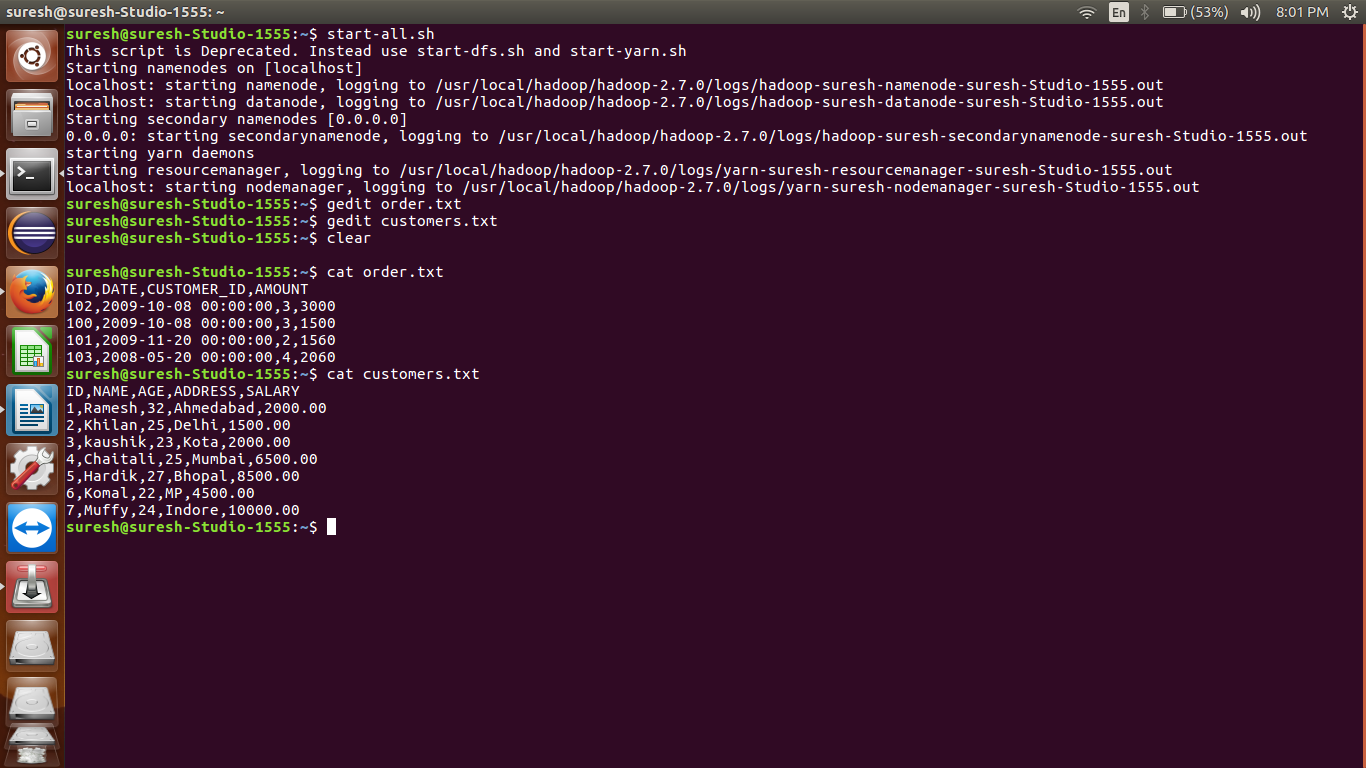 suresh@suresh-Studio-1555: ~
En
(53%)
8:01 PM
suresh@suresh-Studio-1555:~$ start-all.sh
This script is Deprecated. Instead use start-dfs.sh and start-yarn.sh
Starting namenodes on [localhost]
localhost: starting namenode, logging to /usr/local/hadoop/hadoop-2.7.0/logs/hadoop-suresh-namenode-suresh-Studio-1555.out
localhost: starting datanode, logging to /usr/local/hadoop/hadoop-2.7.0/logs/hadoop-suresh-datanode-suresh-Studio-1555.out
Starting secondary namenodes [0.0.0.0]
0.0.0.0: starting secondarynamenode, logging to /usr/local/hadoop/hadoop-2.7.0/logs/hadoop-suresh-secondarynamenode-suresh-Studio-1555.out
starting yarn daemons
starting resourcemanager, logging to /usr/local/hadoop/hadoop-2.7.0/logs/yarn-suresh-resourcemanager-suresh-Studio-1555.out
localhost: starting nodemanager, logging to /usr/local/hadoop/hadoop-2.7.0/logs/yarn-suresh-nodemanager-suresh-Studio-1555.out
suresh@suresh-Studio-1555:~$ gedit order.txt
suresh@suresh-Studio-1555:~$ gedit customers.txt
suresh@suresh-Studio-1555:~$ clear
suresh@suresh-Studio-1555:~$ cat order.txt
OID,DATE,CUSTOMER_ID,AMOUNT
102,2009-10-08 00:00:00,3,3000
100,2009-10-08 00:00:00,3,1500
101,2009-11-20 00:00:00,2,1560
103,2008-05-20 00:00:00,4,2060
suresh@suresh-Studio-1555:~$ cat customers.txt
ID,NAME,AGE,ADDRESS,SALARY
1,Ramesh,32,Ahmedabad,2000.00
2,Khilan,25,Delhi,1500.00
3,kaushik,23,Kota,2000.00
4,Chaitali,25,Mumbai,6500.00
5,Hardik,27,Bhopal,8500.00
6,Komal,22,MP,4500.00
7,Muffy,24,Indore,10000.00
suresh@suresh-Studio-1555:~$